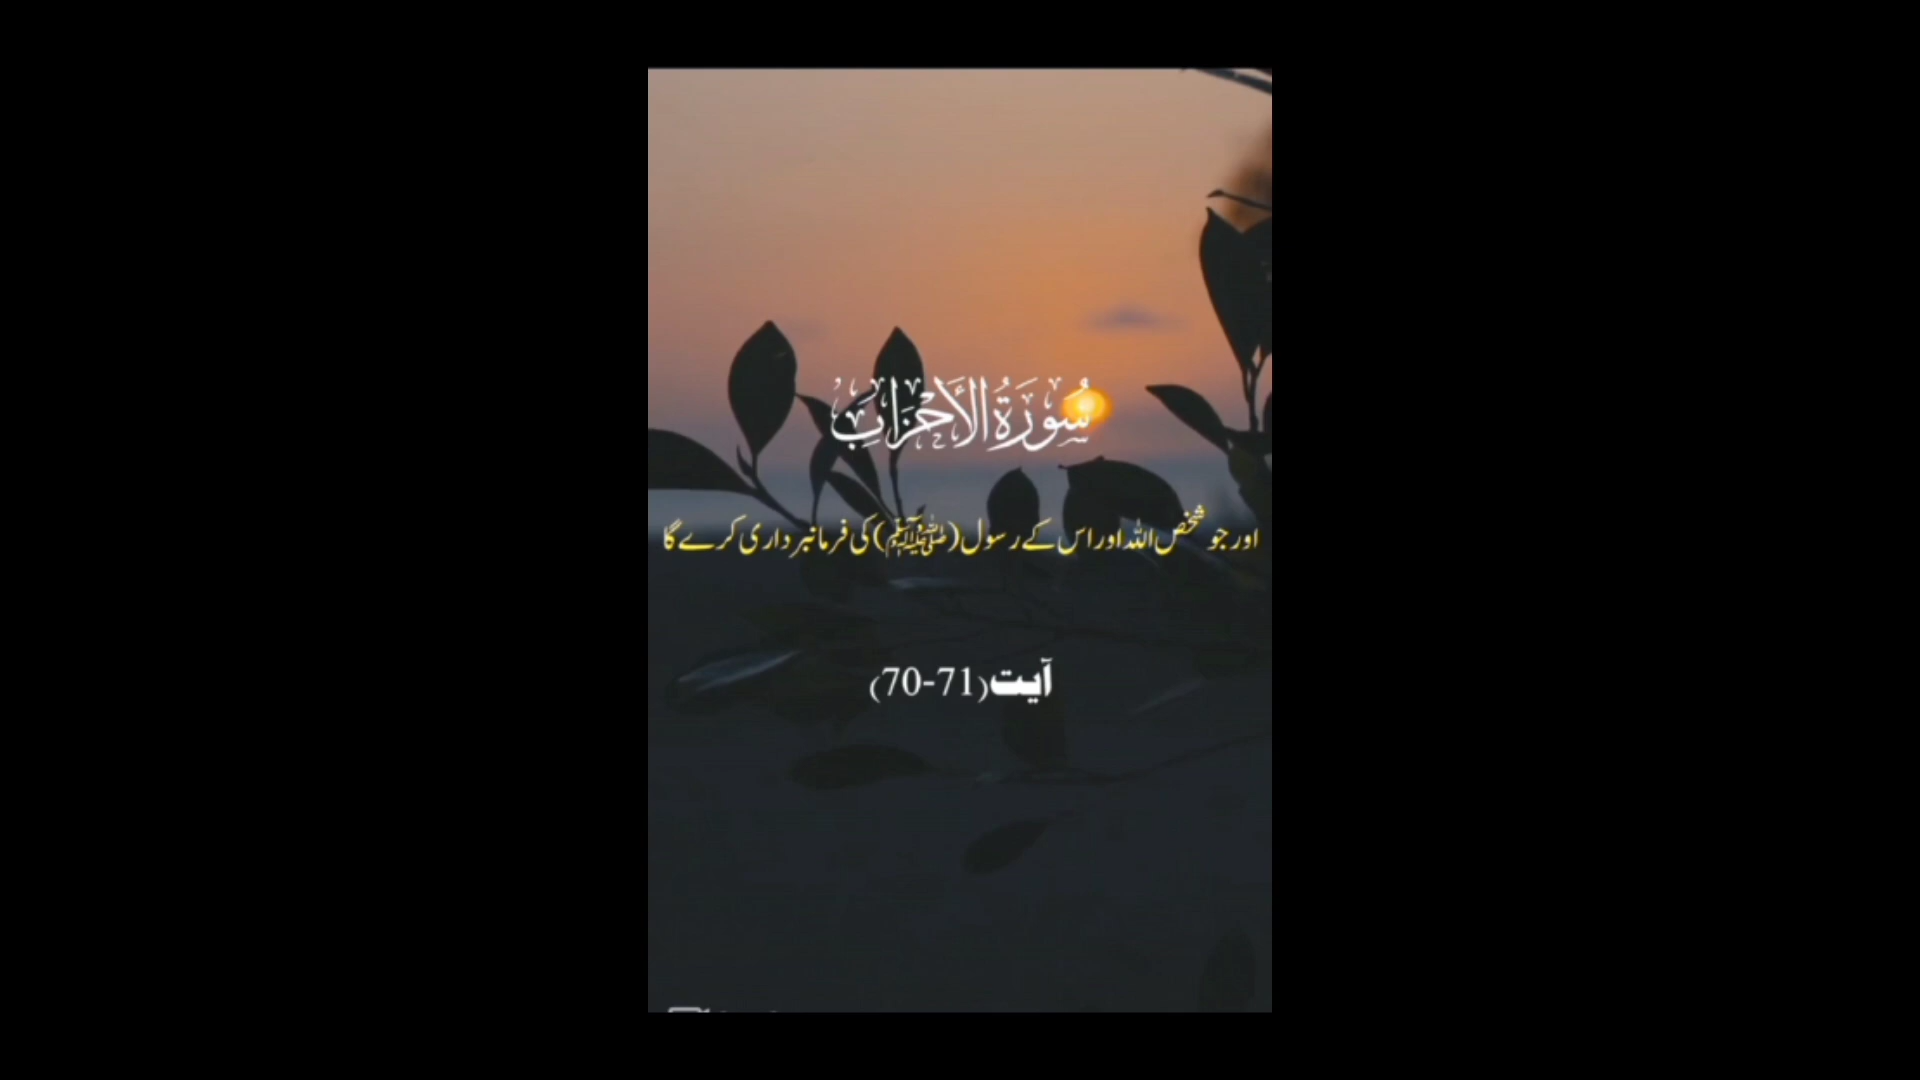 سُورَةُ الأَحْزَابِ
اور جو شخص اللہ اور اس کے رسول (ﷺ) کی فرمانبرداری کرے گا
آیت (70-71)